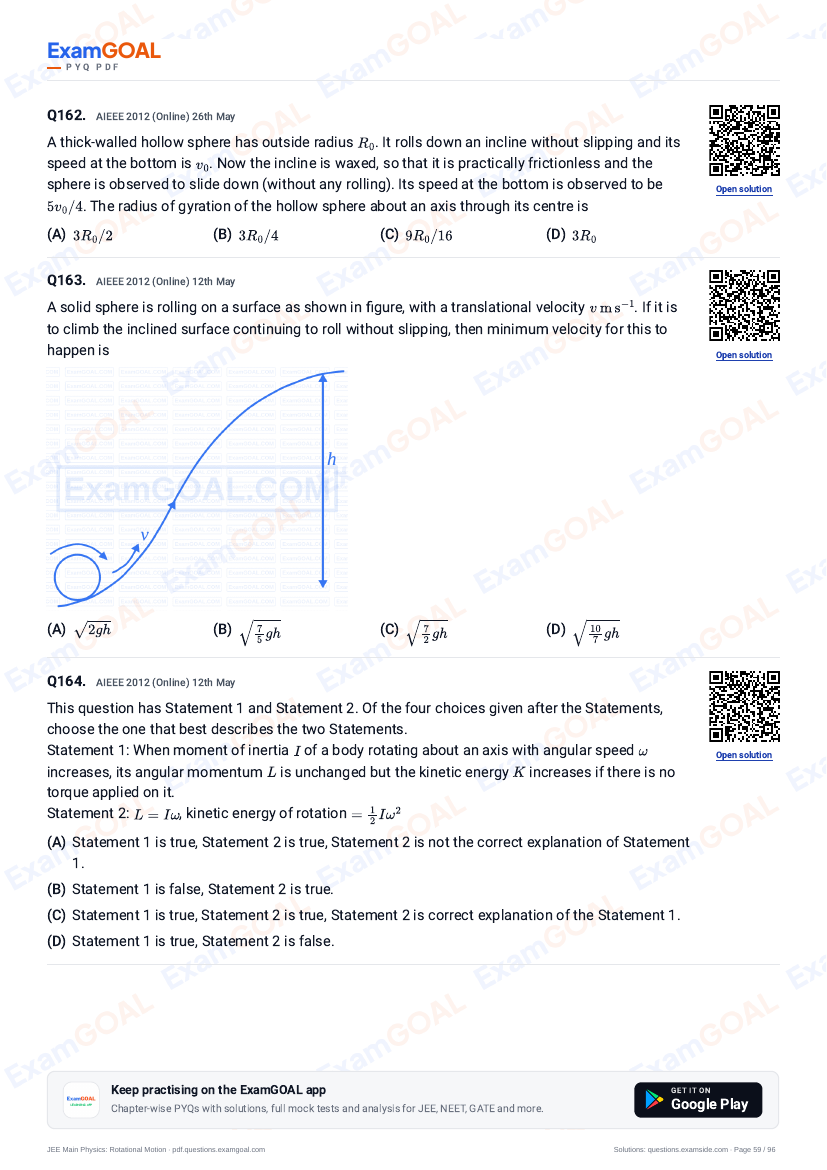 ExamGOAL
PYQ PDF
Q162. AIEEE 2012 (Online) 26th May
A thick-walled hollow sphere has outside radius R₀. It rolls down an incline without slipping and its
speed at the bottom is v₀. Now the incline is waxed, so that it is practically frictionless and the
sphere is observed to slide down (without any rolling). Its speed at the bottom is observed to be
5v₀/4. The radius of gyration of the hollow sphere about an axis through its centre is
(A) 3R₀/2 (B) 3R₀/4 (C) 9R₀/16 (D) 3R₀
Open solution
Q163. AIEEE 2012 (Online) 12th May
A solid sphere is rolling on a surface as shown in figure, with a translational velocity v m s⁻¹. If it is
to climb the inclined surface continuing to roll without slipping, then minimum velocity for this to
happen is
Open solution
h
ExamGOAL.COM
v
(A) √(2gh) (B) √(7/5 gh) (C) √(7/2 gh) (D) √(10/7 gh)
Q164. AIEEE 2012 (Online) 12th May
This question has Statement 1 and Statement 2. Of the four choices given after the Statements,
choose the one that best describes the two Statements.
Statement 1: When moment of inertia I of a body rotating about an axis with angular speed ω
increases, its angular momentum L is unchanged but the kinetic energy K increases if there is no
torque applied on it.
Statement 2: L = Iω, kinetic energy of rotation = 1/2 Iω²
Open solution
(A) Statement 1 is true, Statement 2 is true, Statement 2 is not the correct explanation of Statement
1.
(B) Statement 1 is false, Statement 2 is true.
(C) Statement 1 is true, Statement 2 is true, Statement 2 is correct explanation of the Statement 1.
(D) Statement 1 is true, Statement 2 is false.
ExamGOAL
Keep practising on the ExamGOAL app
Chapter-wise PYQs with solutions, full mock tests and analysis for JEE, NEET, GATE and more.
GET IT ON
Google Play
JEE Main Physics: Rotational Motion · pdf.questions.examgoal.com
Solutions: questions.examside.com · Page 59 / 96